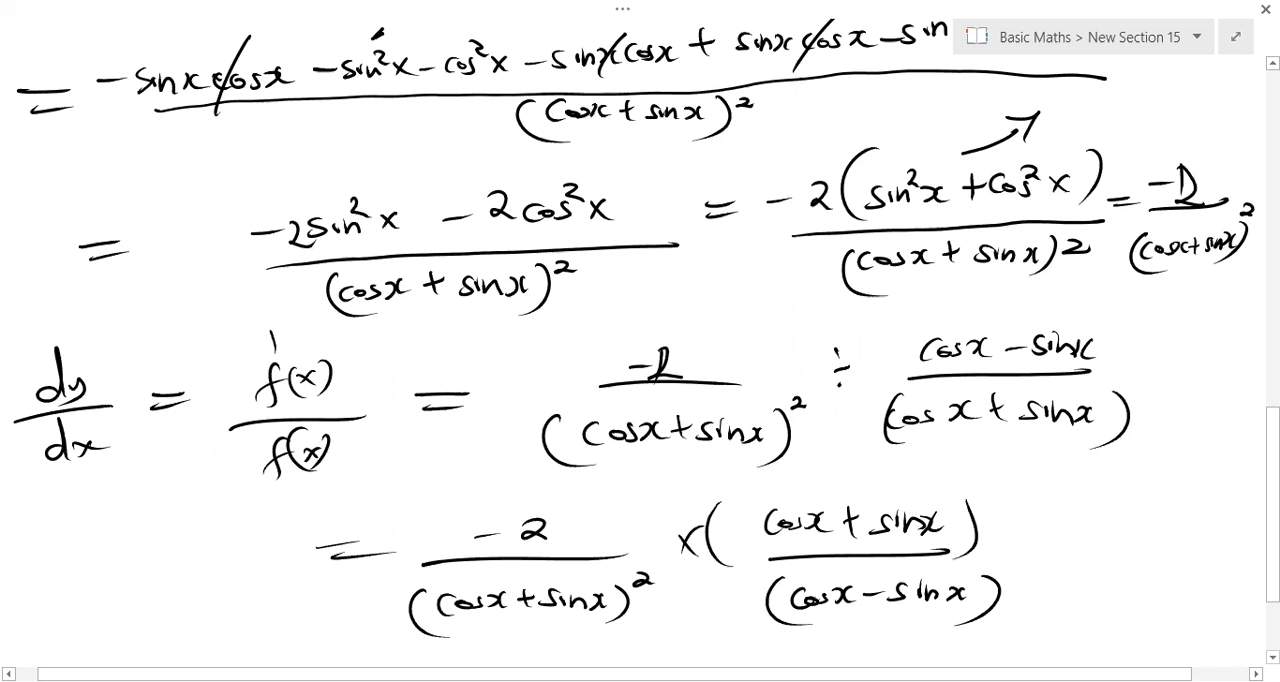 = (-sinx cosx - sin²x - cos²x - sinx cosx + sinx cosx - sin)/(cosx + sinx)²
Basic Maths > New Section 15
= (-2sin²x - 2cos²x)/(cosx + sinx)² = -2(sin²x + cos²x)/(cosx + sinx)2 = -2/(cosx + sinx)²
dy/dx = f'(x)/f(x) = -2/(cosx + sinx)² ÷ (cosx - sinx)/(cosx + sinx)
= -2/(cosx + sinx)² × ((cosx + sinx)/(cosx - sinx))